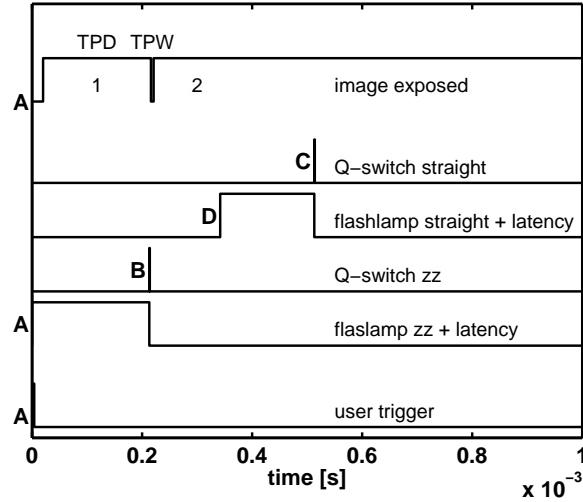 TPD TPW
1 2 image exposed
A
C Q−switch straight
D flashlamp straight + latency
B Q−switch zz
A flaslamp zz + latency
A user trigger
0 0.2 0.4 0.6 0.8 1
time [s] x 10⁻³